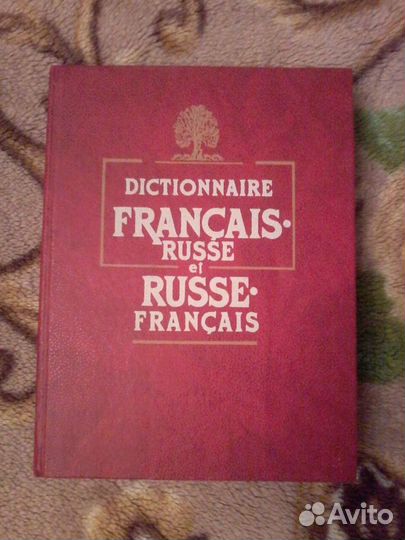 DICTIONNAIRE
FRANÇAIS·
RUSSE
et
RUSSE·
FRANÇAIS
Avito